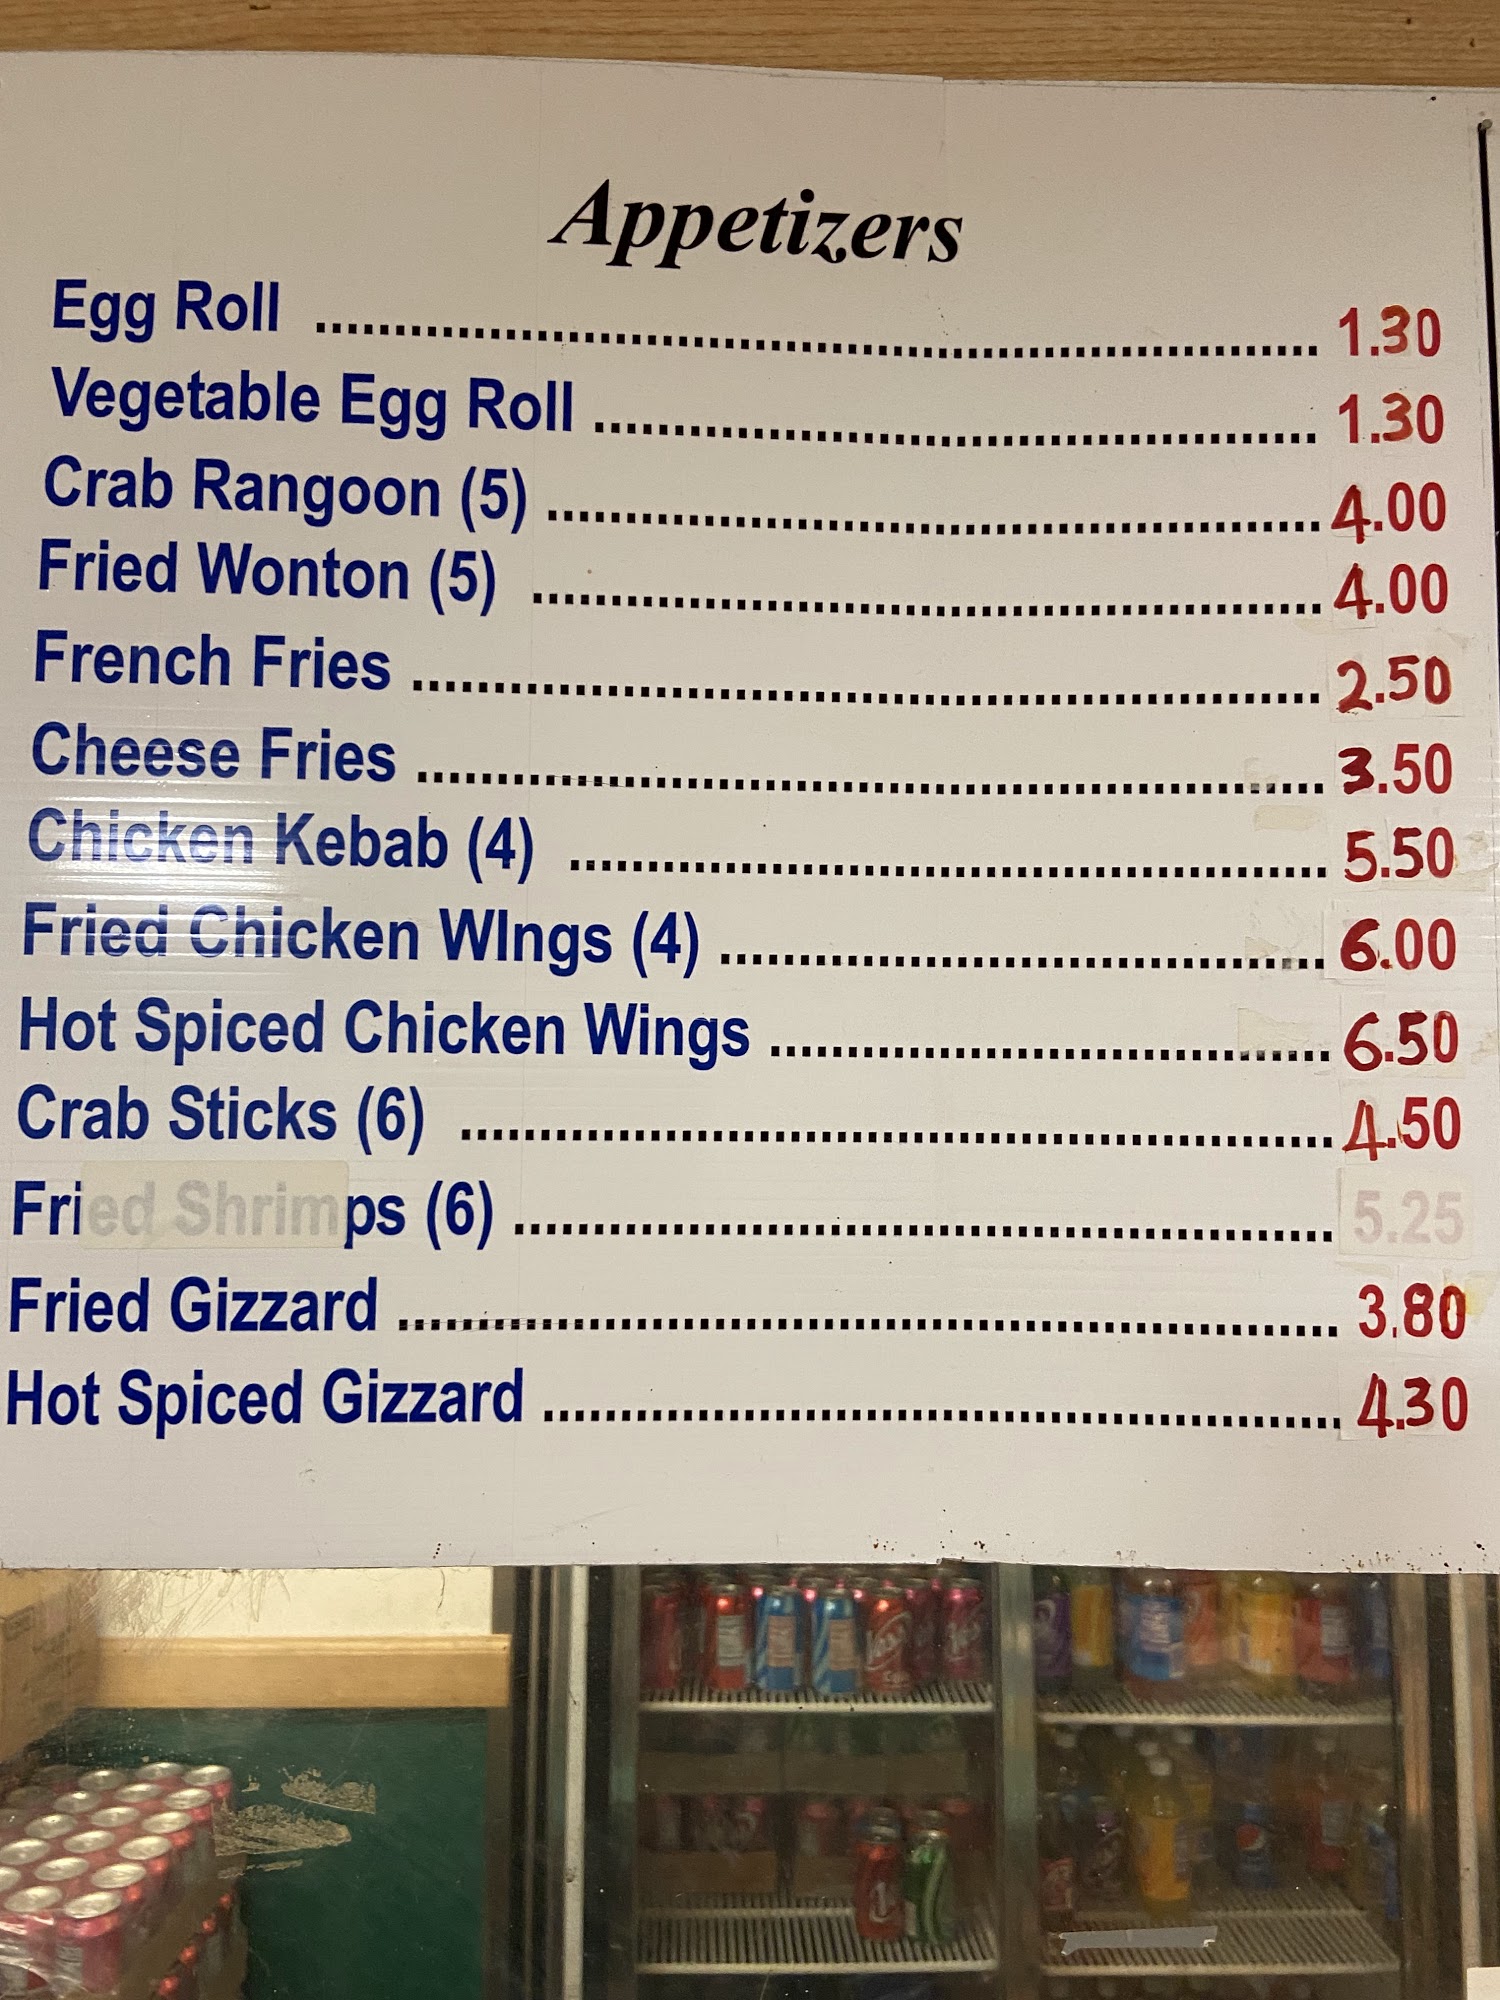 Appetizers
Egg Roll ........................................ 1.30
Vegetable Egg Roll ........................................ 1.30
Crab Rangoon (5) ........................................ 4.00
Fried Wonton (5) ........................................ 4.00
French Fries ........................................ 2.50
Cheese Fries ........................................ 3.50
Chicken Kebab (4) ........................................ 5.50
Fried Chicken WIngs (4) ........................................ 6.00
Hot Spiced Chicken Wings ........................................ 6.50
Crab Sticks (6) ........................................ 4.50
Fried Shrimps (6) ........................................ 5.25
Fried Gizzard ........................................ 3.80
Hot Spiced Gizzard ........................................ 4.30